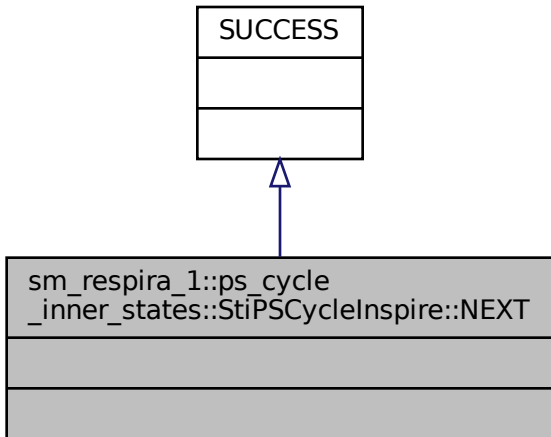 SUCCESS
sm_respira_1::ps_cycle
_inner_states::StiPSCycleInspire::NEXT